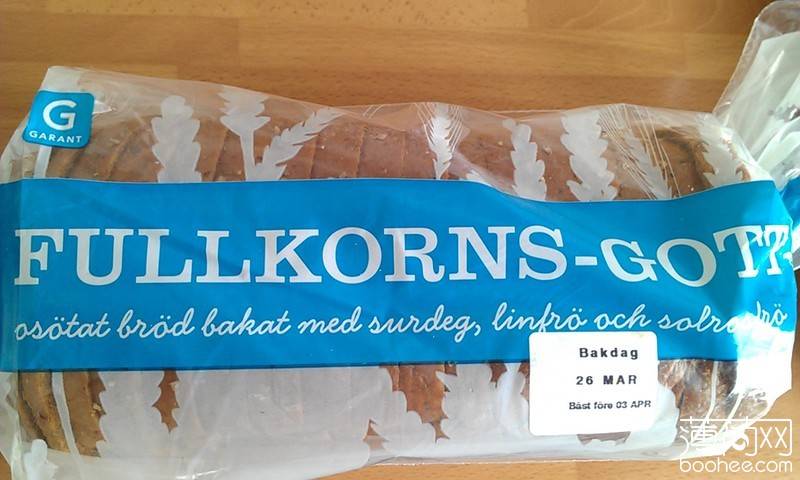 G
GARANT
FULLKORNS-GOTT
osötat bröd bakat med surdeg, linfrö och
Bakdag
26 MAR
Bäst före 03 APR
薄荷网
boohee.com